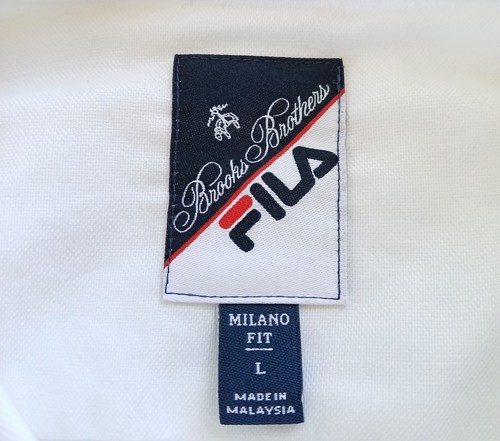 Brooks Brothers
FILA
MILANO
FIT
L
MADE IN
MALAYSIA